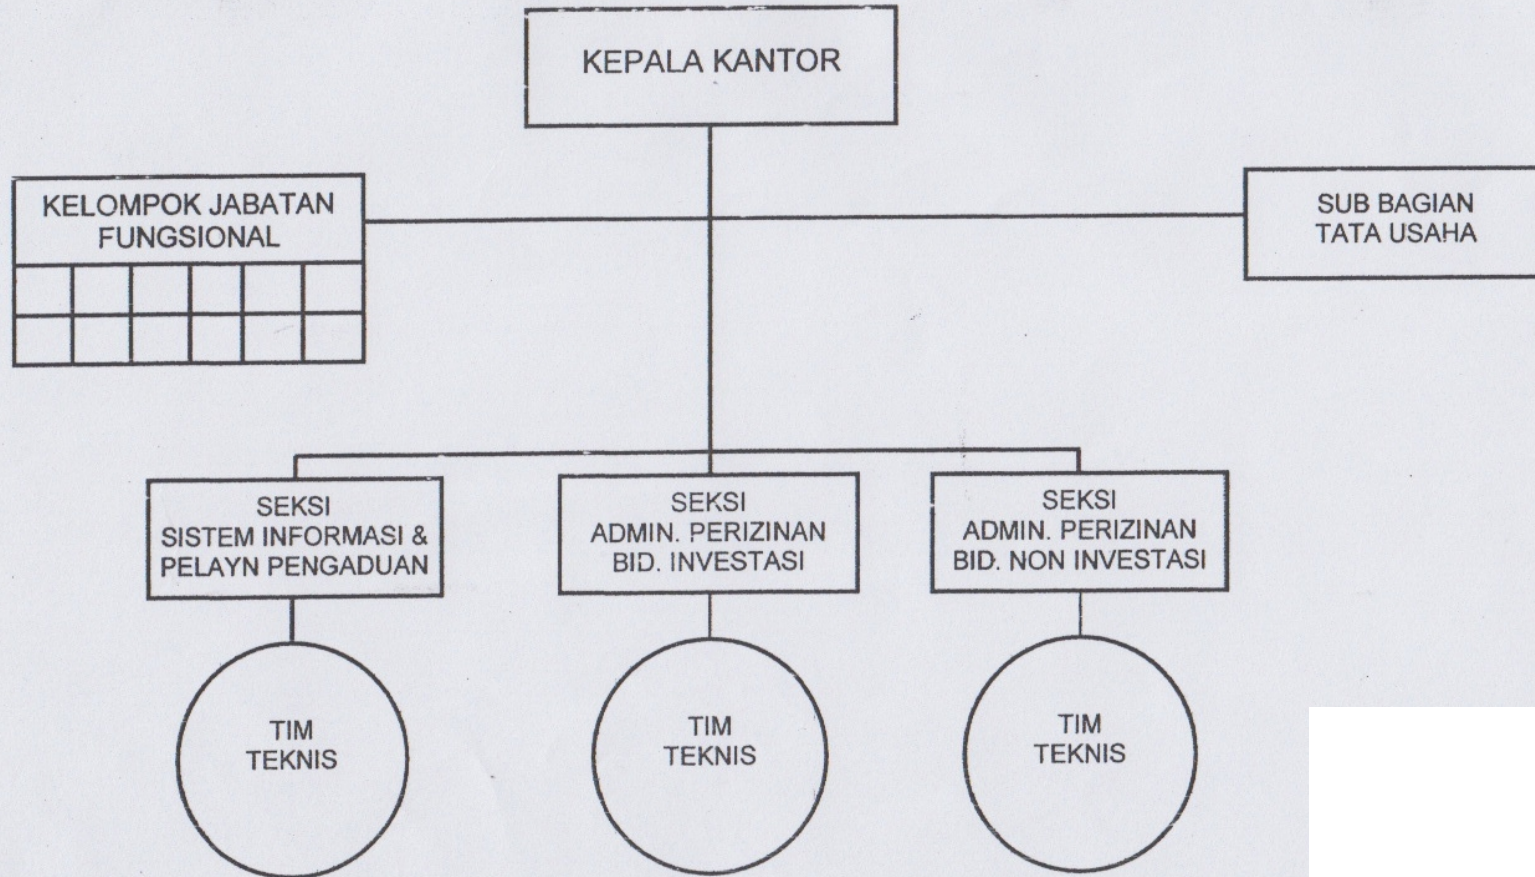 KEPALA KANTOR
KELOMPOK JABATAN
FUNGSIONAL
SUB BAGIAN
TATA USAHA
SEKSI
SISTEM INFORMASI &
PELAYN PENGADUAN
SEKSI
ADMIN. PERIZINAN
BID. INVESTASI
SEKSI
ADMIN. PERIZINAN
BID. NON INVESTASI
TIM
TEKNIS
TIM
TEKNIS
TIM
TEKNIS